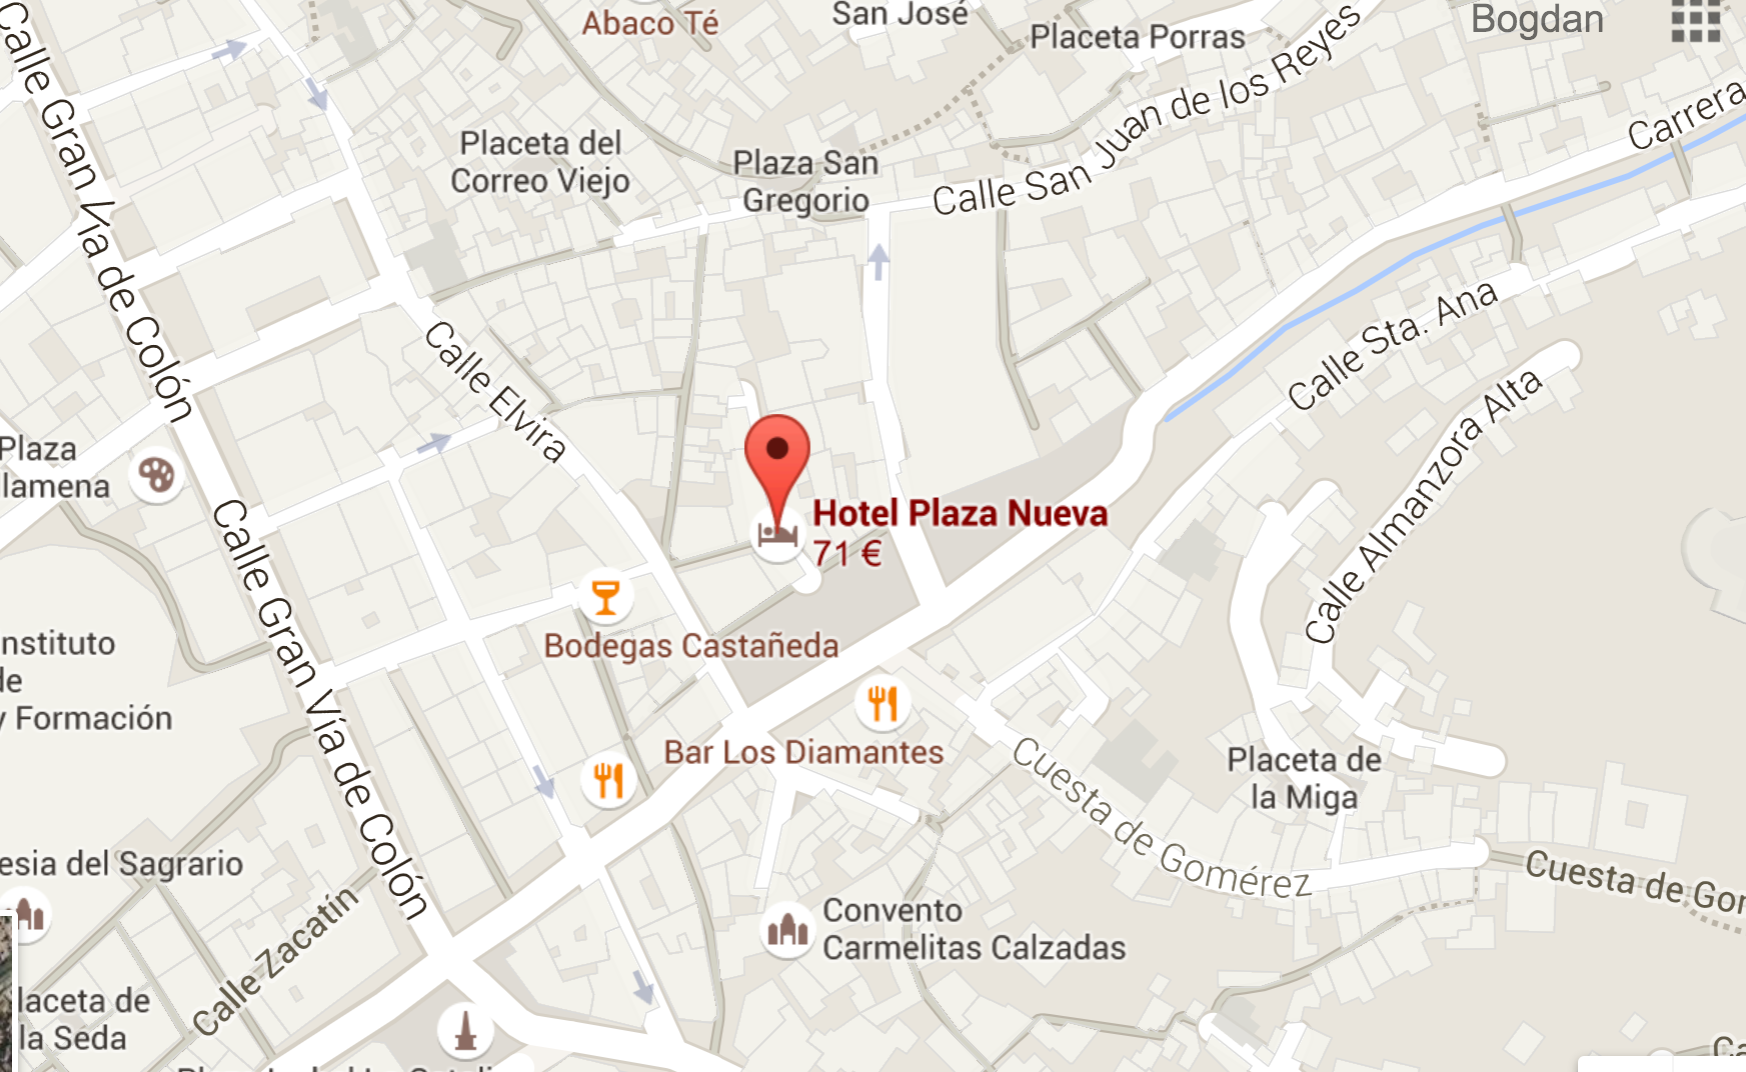 Abaco Té
San José
Placeta Porras
Bogdan
Calle Gran Vía de Colón
Placeta del
Correo Viejo
Plaza San
Gregorio
Calle San Juan de los Reyes
Carrera
Calle Elvira
Calle Sta. Ana
Calle Almanzora Alta
Plaza
lamena
Hotel Plaza Nueva
71 €
Calle Gran Vía de Colón
Bodegas Castañeda
nstituto
de
y Formación
Bar Los Diamantes
Cuesta de Gomérez
Placeta de
la Miga
esia del Sagrario
Cuesta de Gor
Calle Zacatín
Convento
Carmelitas Calzadas
laceta de
la Seda
Ca